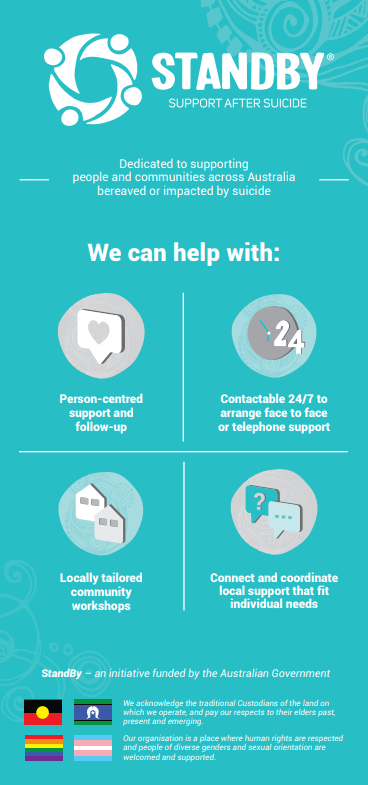 STANDBY®
SUPPORT AFTER SUICIDE
Dedicated to supporting
people and communities across Australia
bereaved or impacted by suicide
We can help with:
Person-centred
support and
follow-up
24
Contactable 24/7 to
arrange face to face
or telephone support
Locally tailored
community
workshops
?
Connect and coordinate
local support that fit
individual needs
StandBy – an initiative funded by the Australian Government
We acknowledge the traditional Custodians of the land on
which we operate, and pay our respects to their elders past,
present and emerging.
Our organisation is a place where human rights are respected
and people of diverse genders and sexual orientation are
welcomed and supported.